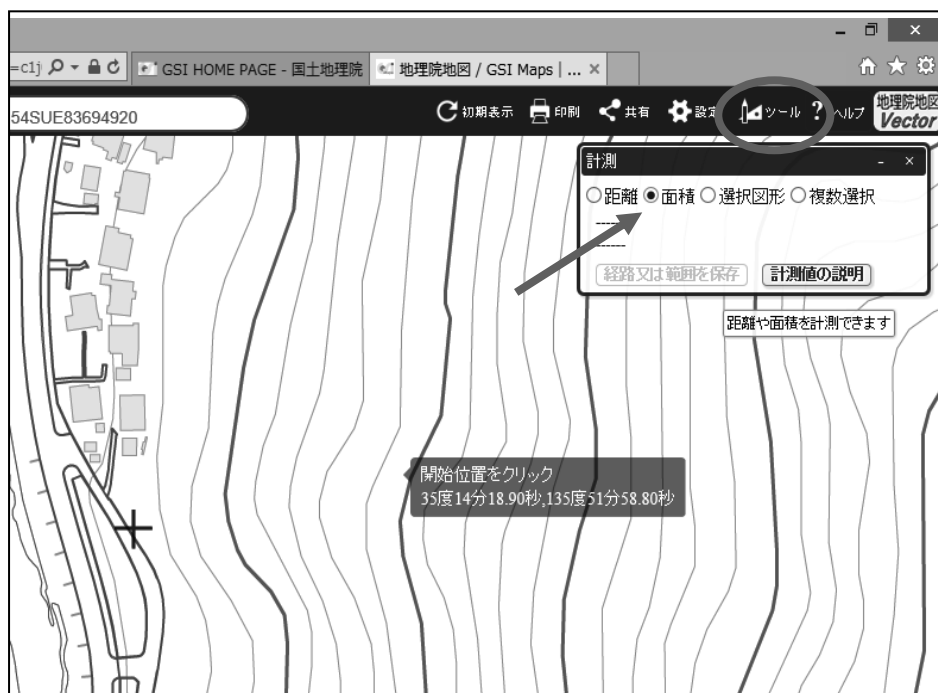 =c1j
GSI HOME PAGE - 国土地理院
地理院地図 / GSI Maps | ...
54SUE83694920
初期表示
印刷
共有
設定
ツール
ヘルプ
地理院地図
Vector
計測
距離 面積 選択図形 複数選択
------
------
経路又は範囲を保存 計測値の説明
距離や面積を計測できます
開始位置をクリック
35度14分18.90秒,135度51分58.80秒